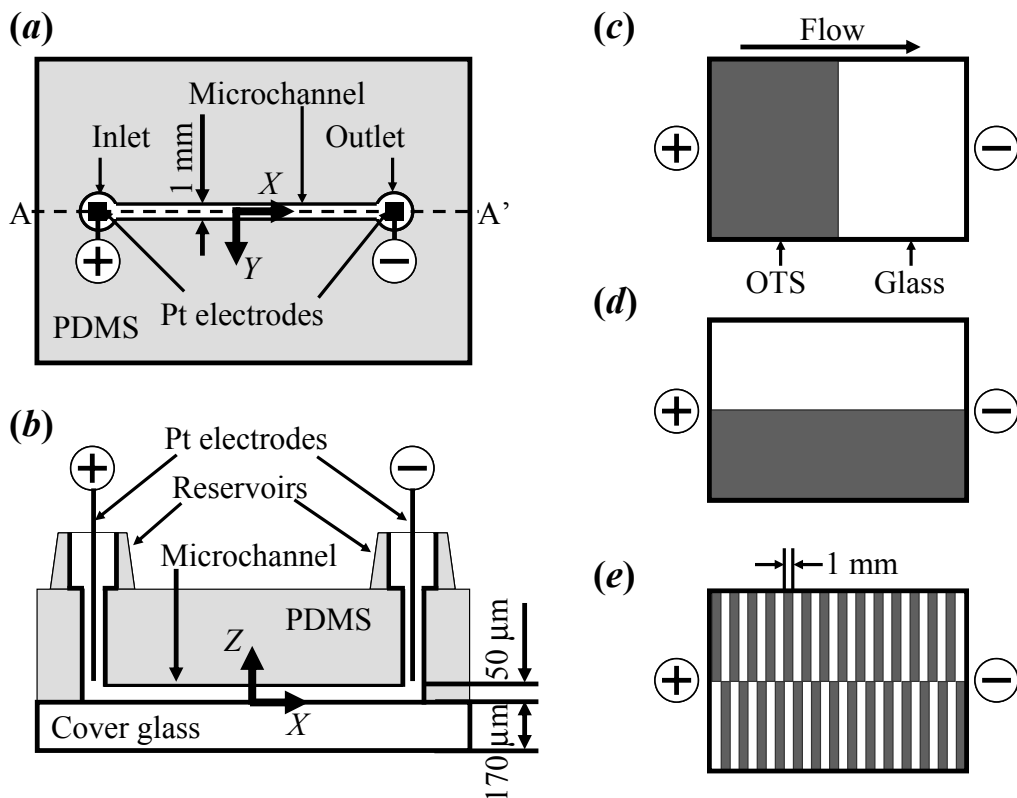 (a)
Microchannel
Inlet
Outlet
1 mm
X
A
A’
+
−
Y
Pt electrodes
PDMS
(b)
Pt electrodes
+
−
Reservoirs
Microchannel
PDMS
Z
50 μm
X
Cover glass
170 μm
(c)
Flow
+
−
OTS
Glass
(d)
+
−
(e)
1 mm
+
−